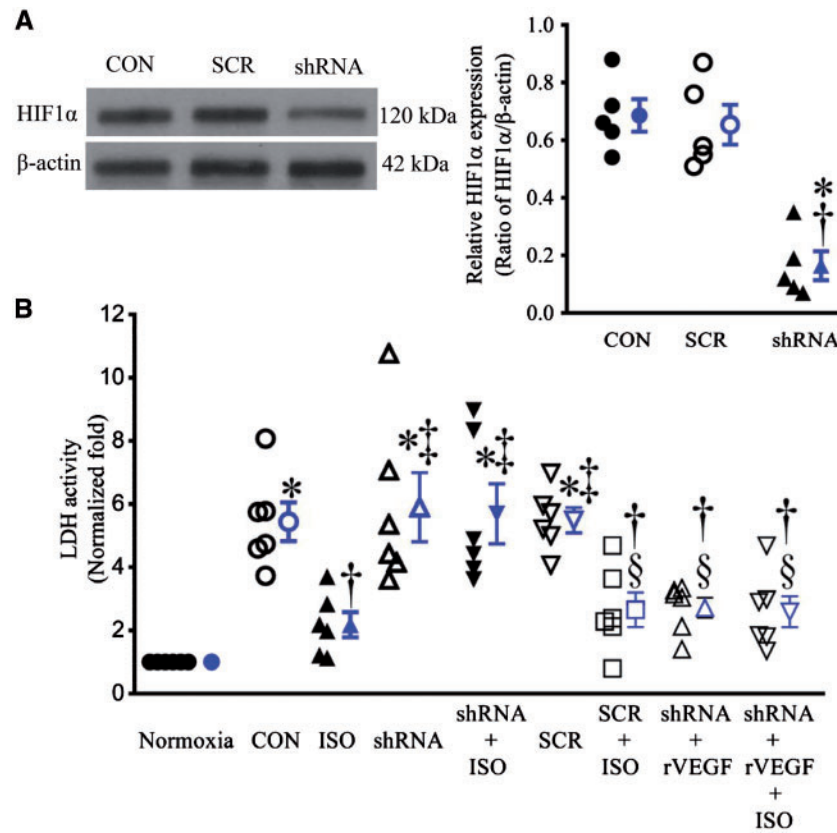 A
CON SCR shRNA
HIF1α 120 kDa
β-actin 42 kDa
Relative HIF1α expression
(Ratio of HIF1α/β-actin)
1.0
0.8
0.6
0.4
0.2
0.0
*
†
CON SCR shRNA
B
LDH activity
(Normalized fold)
12
10
8
6
4
2
0
* † *‡ *‡ *‡ † † †
§ § §
Normoxia
CON
ISO
shRNA
shRNA
+
ISO
SCR
SCR
+
ISO
shRNA
+
rVEGF
shRNA
+
rVEGF
+
ISO